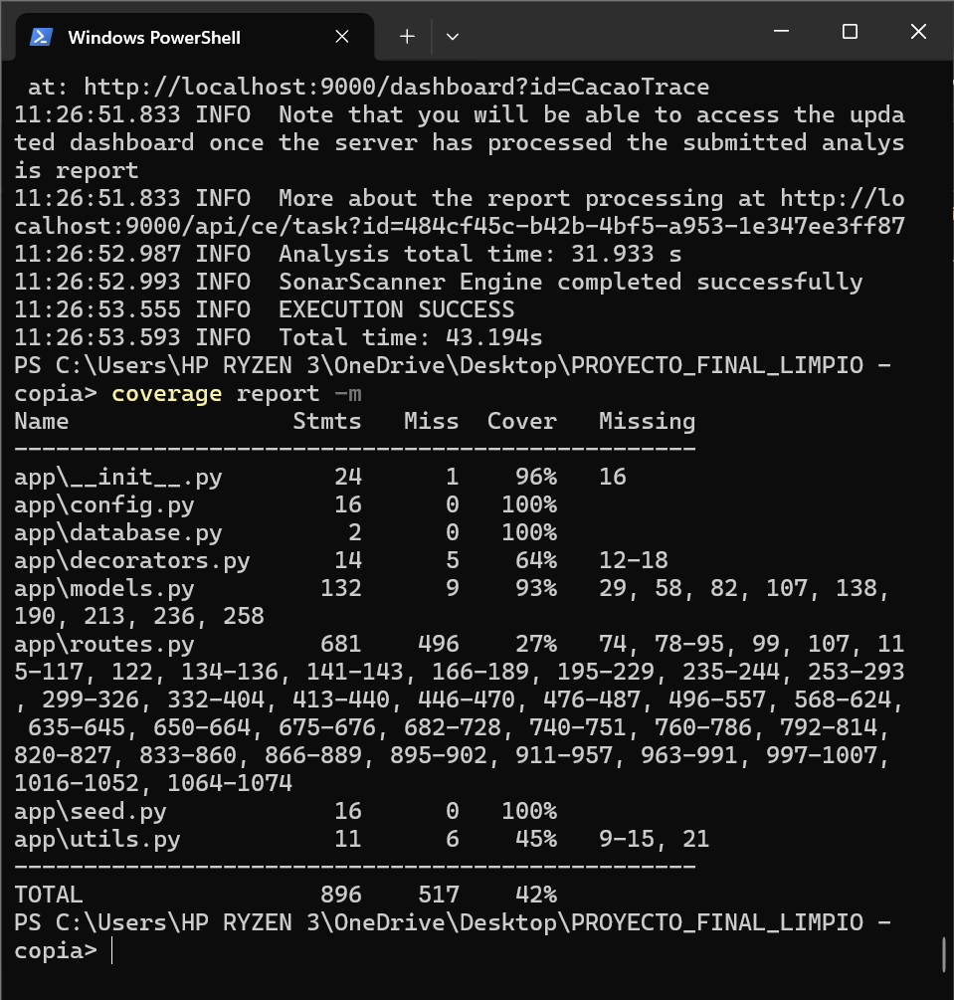 Windows PowerShell
at: http://localhost:9000/dashboard?id=CacaoTrace
11:26:51.833 INFO  Note that you will be able to access the upda
ted dashboard once the server has processed the submitted analys
is report
11:26:51.833 INFO  More about the report processing at http://lo
calhost:9000/api/ce/task?id=484cf45c-b42b-4bf5-a953-1e347ee3ff87
11:26:52.987 INFO  Analysis total time: 31.933 s
11:26:52.993 INFO  SonarScanner Engine completed successfully
11:26:53.555 INFO  EXECUTION SUCCESS
11:26:53.593 INFO  Total time: 43.194s
PS C:\Users\HP RYZEN 3\OneDrive\Desktop\PROYECTO_FINAL_LIMPIO -
copia> coverage report -m
Name                Stmts   Miss  Cover   Missing
-------------------------------------------------
app\__init__.py        24      1    96%   16
app\config.py          16      0   100%
app\database.py         2      0   100%
app\decorators.py      14      5    64%   12-18
app\models.py         132      9    93%   29, 58, 82, 107, 138,
190, 213, 236, 258
app\routes.py         681    496    27%   74, 78-95, 99, 107, 11
5-117, 122, 134-136, 141-143, 166-189, 195-229, 235-244, 253-293
, 299-326, 332-404, 413-440, 446-470, 476-487, 496-557, 568-624,
 635-645, 650-664, 675-676, 682-728, 740-751, 760-786, 792-814,
820-827, 833-860, 866-889, 895-902, 911-957, 963-991, 997-1007,
1016-1052, 1064-1074
app\seed.py            16      0   100%
app\utils.py           11      6    45%   9-15, 21
-------------------------------------------------
TOTAL                 896    517    42%
PS C:\Users\HP RYZEN 3\OneDrive\Desktop\PROYECTO_FINAL_LIMPIO -
copia>